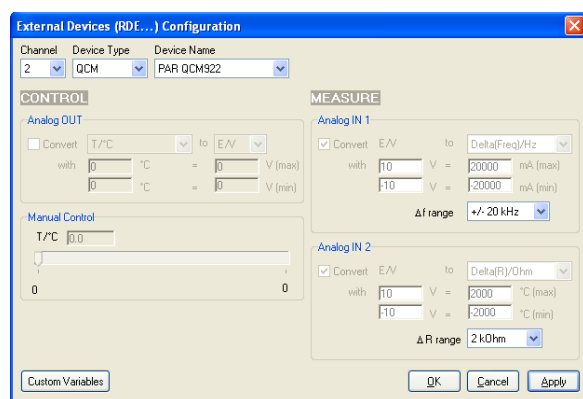 External Devices (RDE...) Configuration
Channel Device Type Device Name
2 QCM PAR QCM922
CONTROL
Analog OUT
Convert T/°C to E/V
with 0 °C = 0 V (max)
0 °C = 0 V (min)
Manual Control
T/°C 0.0
0 0
MEASURE
Analog IN 1
Convert E/V to Delta(Freq)/Hz
with 10 V = 20000 mA (max)
-10 V = -20000 mA (min)
Δf range +/- 20 kHz
Analog IN 2
Convert E/V to Delta(R)/Ohm
with 10 V = 2000 °C (max)
-10 V = -2000 °C (min)
ΔR range 2 kOhm
Custom Variables OK Cancel Apply